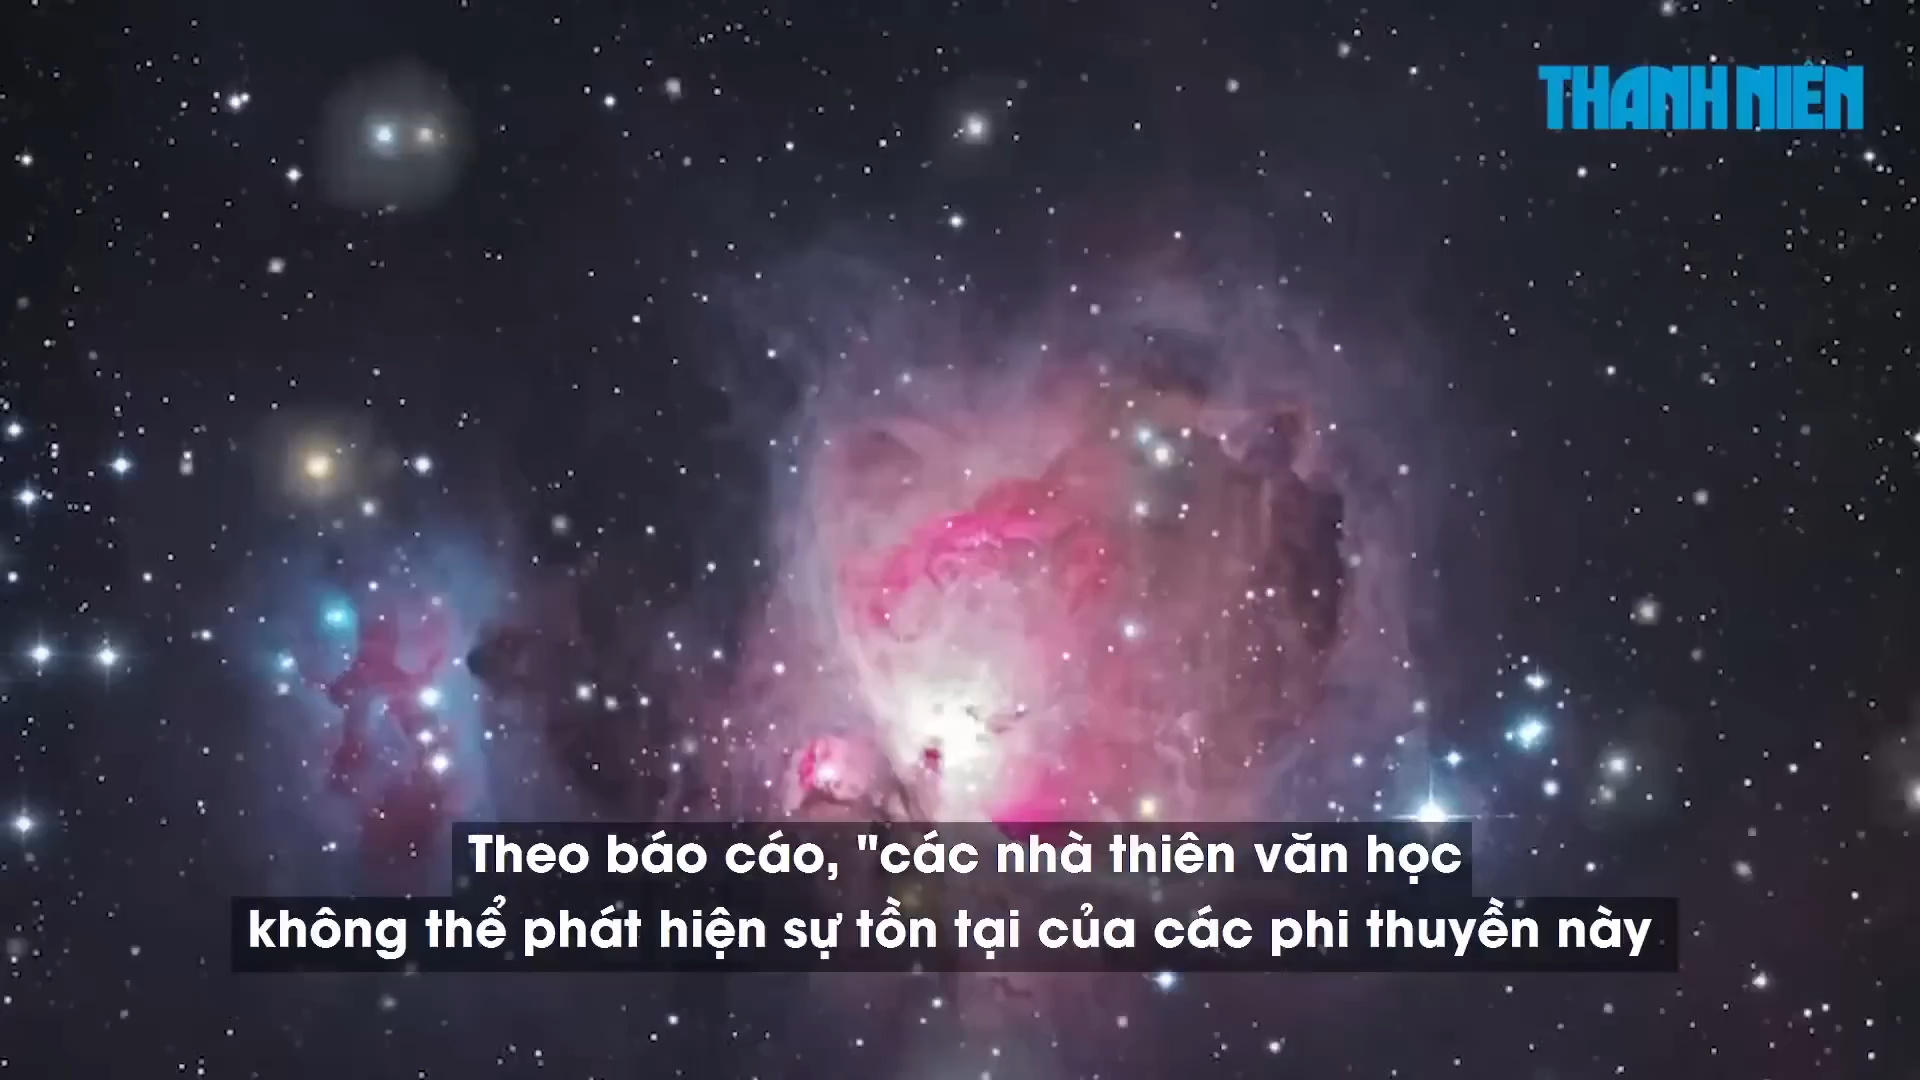 THANH NIÊN
Theo báo cáo, "các nhà thiên văn học
không thể phát hiện sự tồn tại của các phi thuyền này